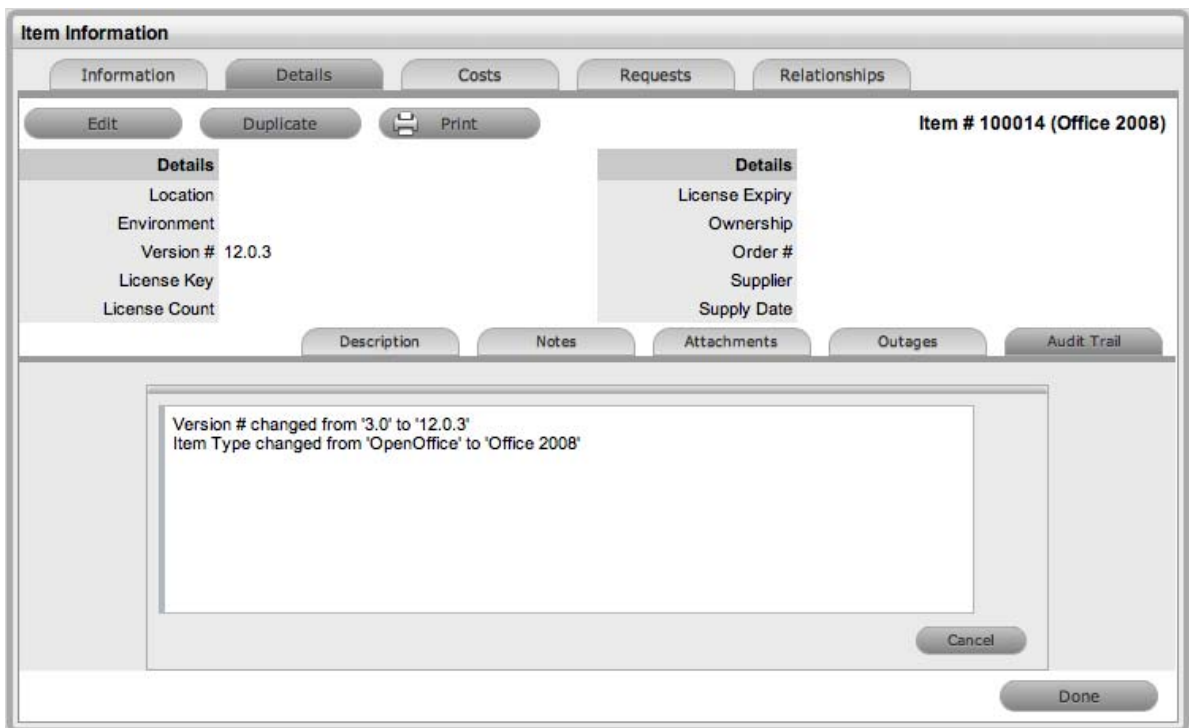 Item Information
Information Details Costs Requests Relationships
Edit Duplicate Print Item # 100014 (Office 2008)
Details Details
Location License Expiry
Environment Ownership
Version # 12.0.3 Order #
License Key Supplier
License Count Supply Date
Description Notes Attachments Outages Audit Trail
Version # changed from '3.0' to '12.0.3'
Item Type changed from 'OpenOffice' to 'Office 2008'
Cancel
Done